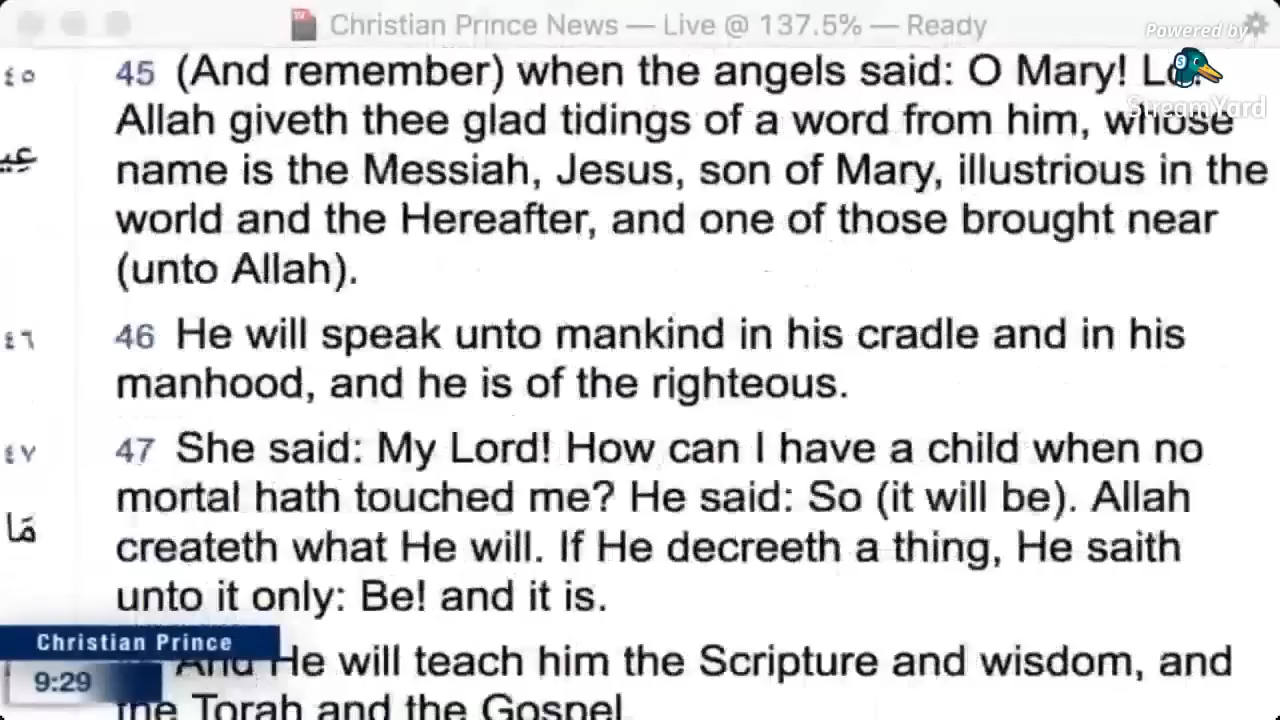 Christian Prince News — Live @ 137.5% — Ready
Powered by
StreamYard
٤٥ 45 (And remember) when the angels said: O Mary! Lo!
Allah giveth thee glad tidings of a word from him, whose
name is the Messiah, Jesus, son of Mary, illustrious in the
world and the Hereafter, and one of those brought near
(unto Allah).
٤٦ 46 He will speak unto mankind in his cradle and in his
manhood, and he is of the righteous.
٤٧ 47 She said: My Lord! How can I have a child when no
mortal hath touched me? He said: So (it will be). Allah
مَا createth what He will. If He decreeth a thing, He saith
unto it only: Be! and it is.
Christian Prince
And He will teach him the Scripture and wisdom, and
9:29
the Torah and the Gospel.